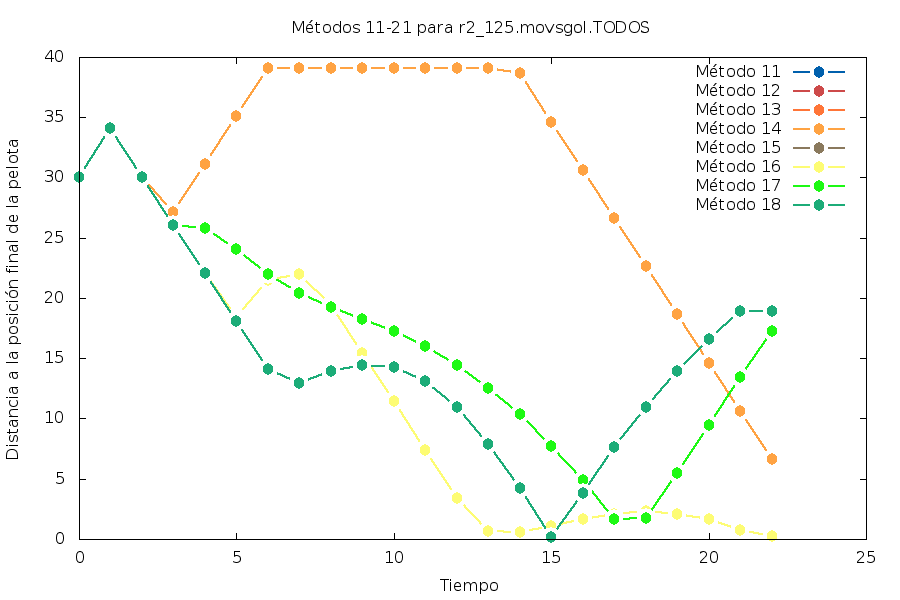 Métodos 11-21 para r2_125.movsgol.TODOS
Distancia a la posición final de la pelota
40
35
30
25
20
15
10
5
0
Método 11
Método 12
Método 13
Método 14
Método 15
Método 16
Método 17
Método 18
0 5 10 15 20 25
Tiempo